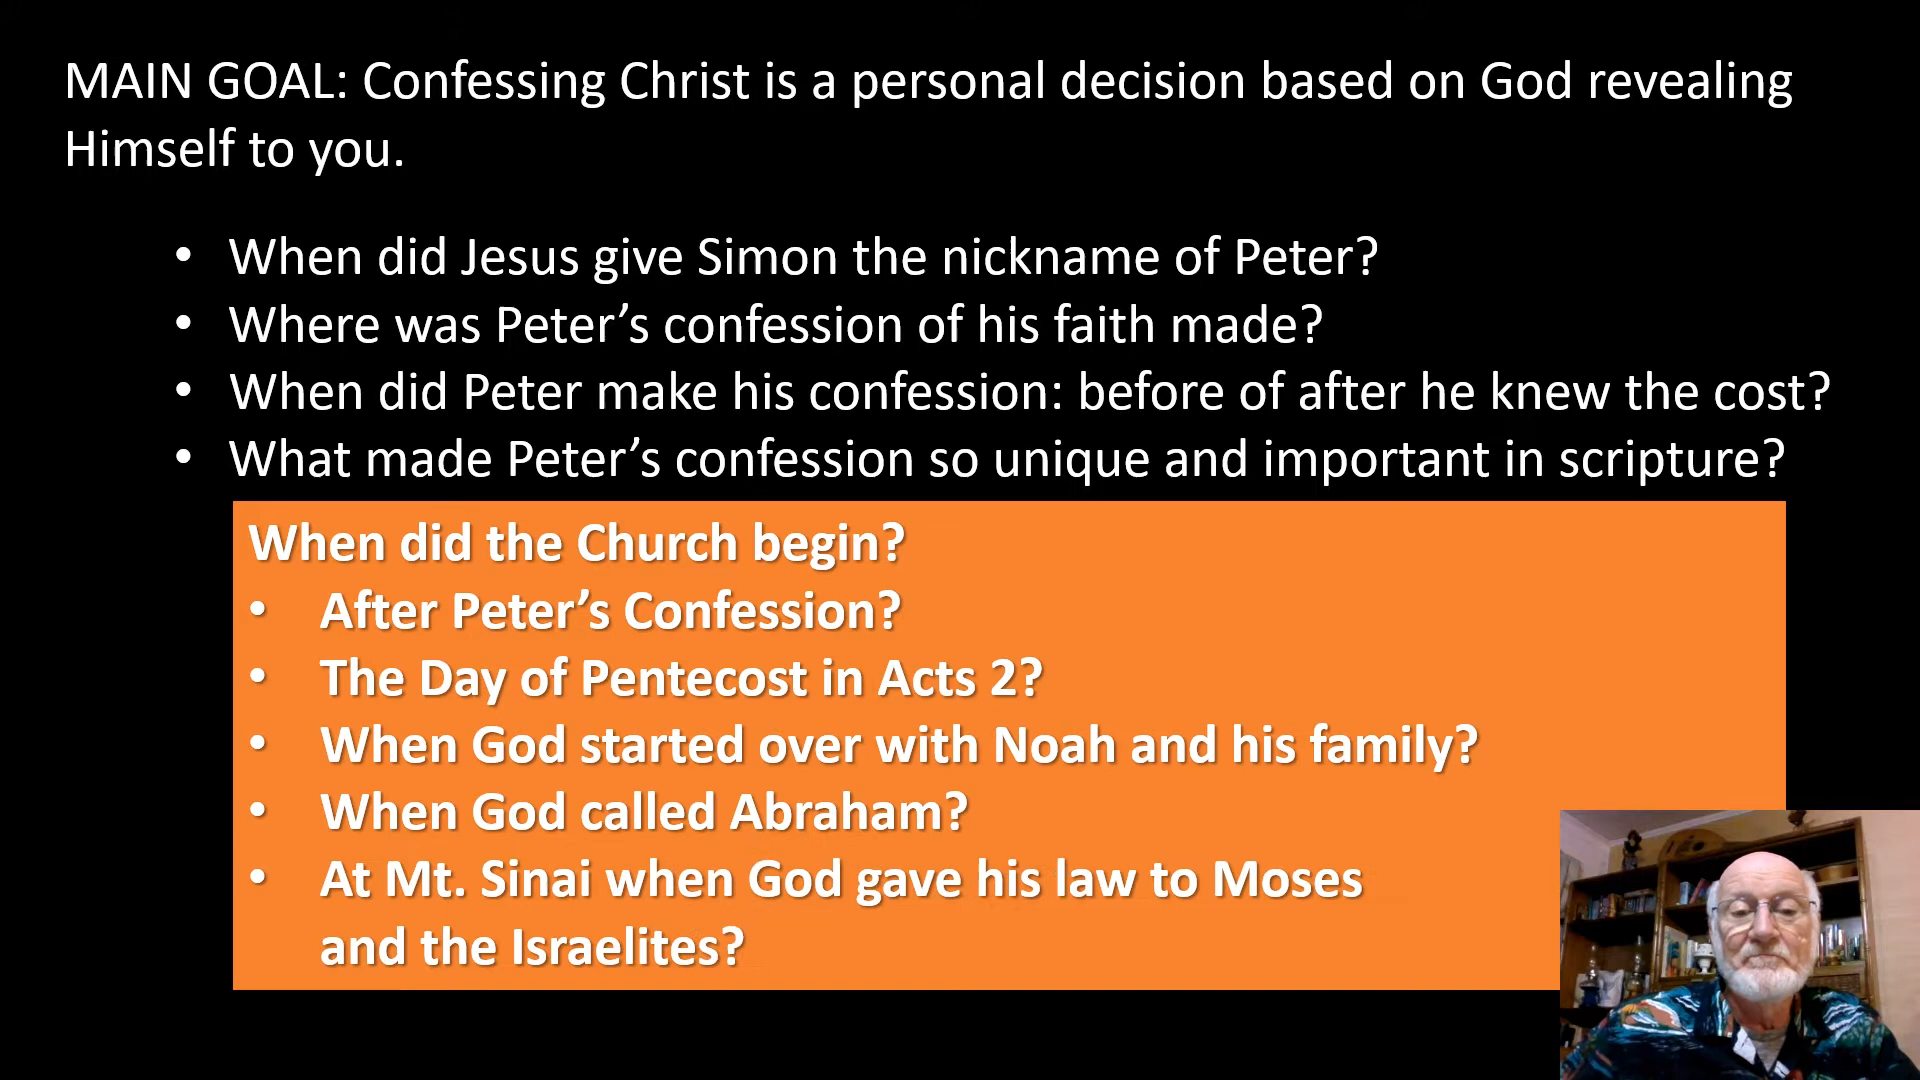 MAIN GOAL: Confessing Christ is a personal decision based on God revealing
Himself to you.
• When did Jesus give Simon the nickname of Peter?
• Where was Peter’s confession of his faith made?
• When did Peter make his confession: before of after he knew the cost?
• What made Peter’s confession so unique and important in scripture?
When did the Church begin?
• After Peter’s Confession?
• The Day of Pentecost in Acts 2?
• When God started over with Noah and his family?
• When God called Abraham?
• At Mt. Sinai when God gave his law to Moses
and the Israelites?